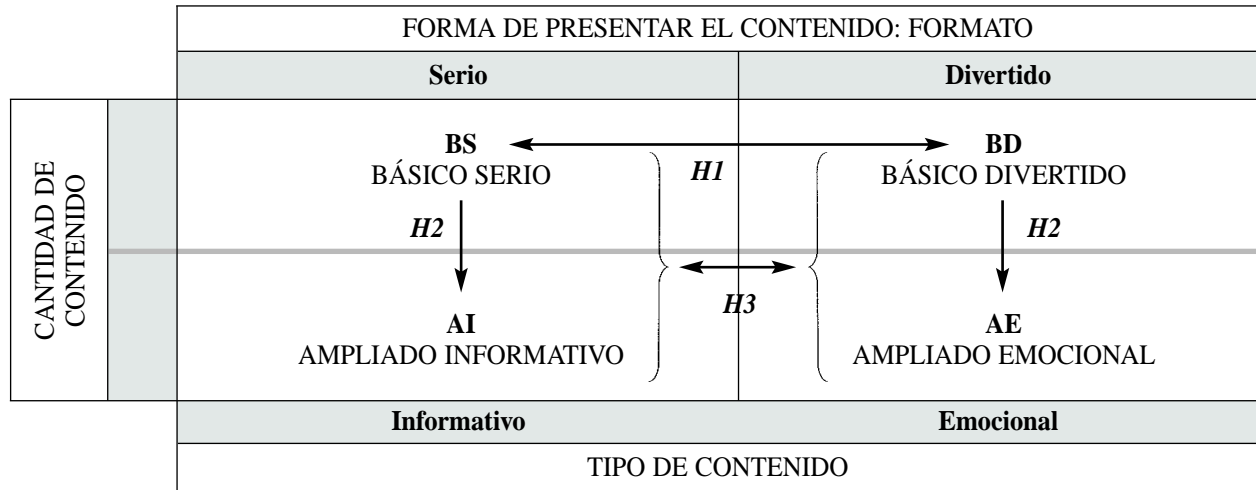 FORMA DE PRESENTAR EL CONTENIDO: FORMATO
Serio
Divertido
CANTIDAD DE
CONTENIDO
BS
BÁSICO SERIO
H1
BD
BÁSICO DIVERTIDO
H2
H2
H3
AI
AMPLIADO INFORMATIVO
AE
AMPLIADO EMOCIONAL
Informativo
Emocional
TIPO DE CONTENIDO